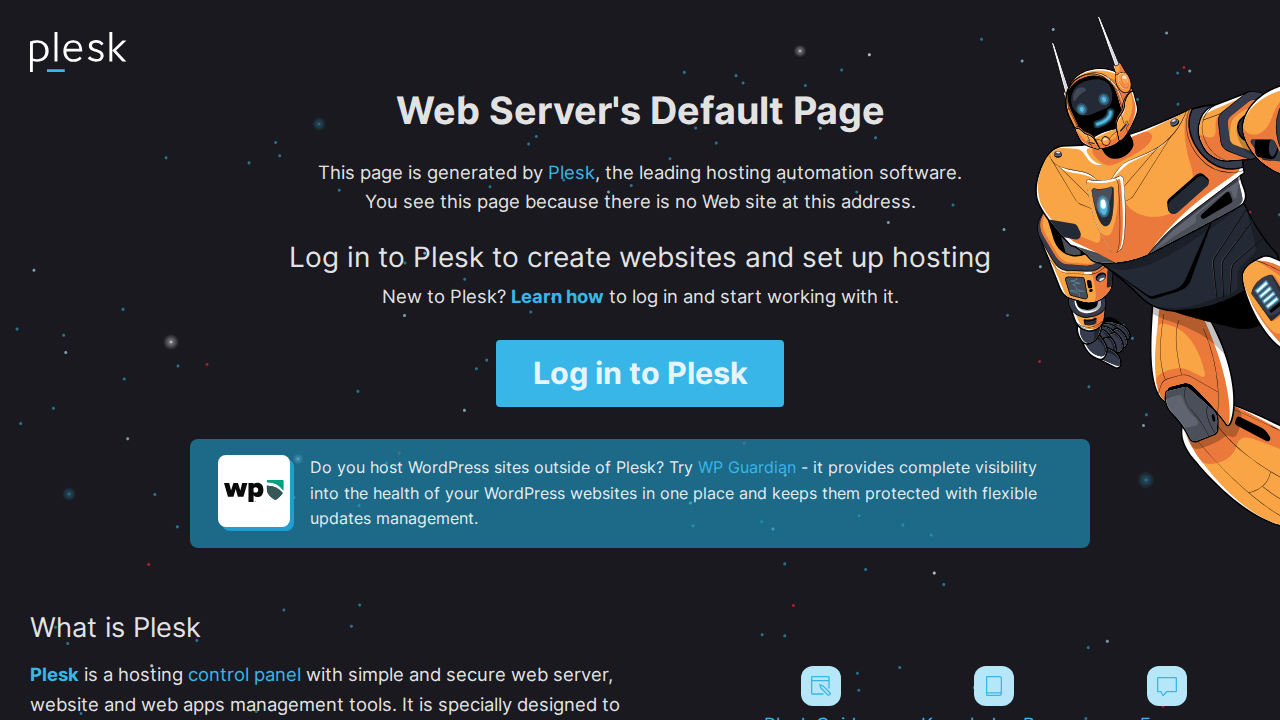 plesk
Web Server's Default Page
This page is generated by Plesk, the leading hosting automation software.
You see this page because there is no Web site at this address.
Log in to Plesk to create websites and set up hosting
New to Plesk? Learn how to log in and start working with it.
Log in to Plesk
wp
Do you host WordPress sites outside of Plesk? Try WP Guardian - it provides complete visibility
into the health of your WordPress websites in one place and keeps them protected with flexible
updates management.
What is Plesk
Plesk is a hosting control panel with simple and secure web server,
website and web apps management tools. It is specially designed to